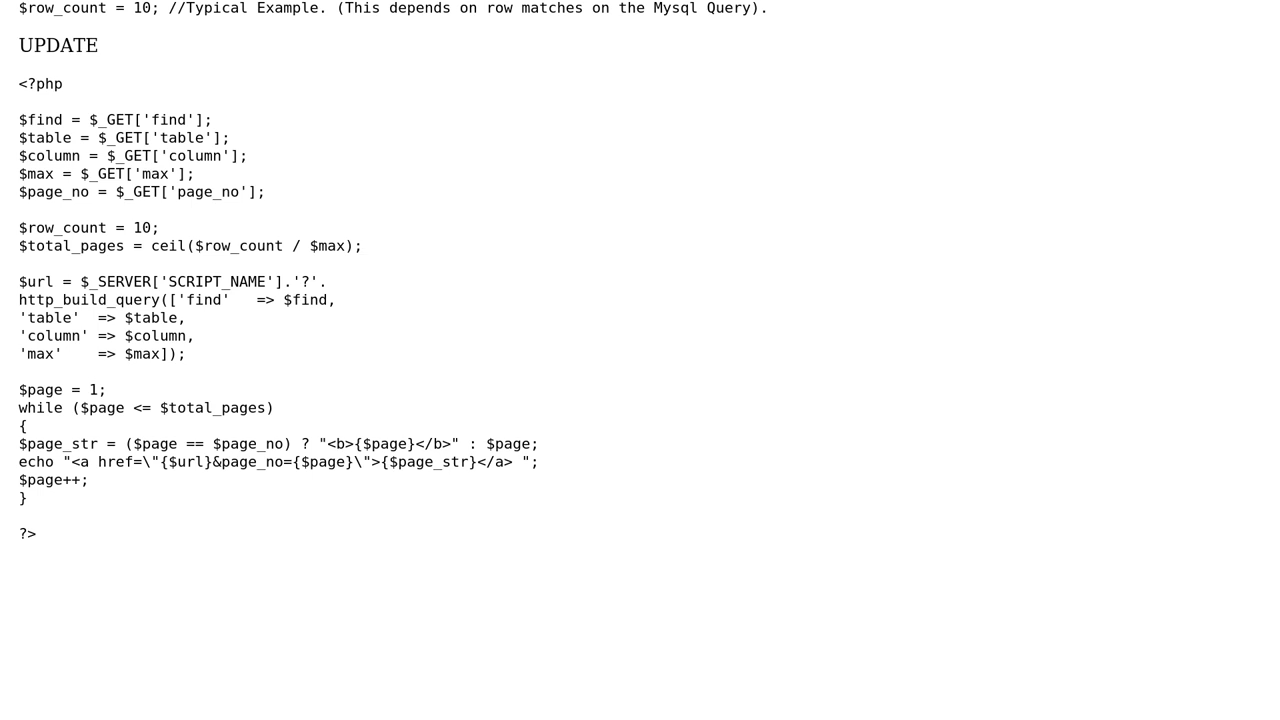 $row_count = 10; //Typical Example. (This depends on row matches on the Mysql Query).
UPDATE
<?php
$find = $_GET['find'];
$table = $_GET['table'];
$column = $_GET['column'];
$max = $_GET['max'];
$page_no = $_GET['page_no'];
$row_count = 10;
$total_pages = ceil($row_count / $max);
$url = $_SERVER['SCRIPT_NAME'].'?'.
http_build_query(['find'   => $find,
'table'  => $table,
'column' => $column,
'max'    => $max]);
$page = 1;
while ($page <= $total_pages)
{
$page_str = ($page == $page_no) ? "<b>{$page}</b>" : $page;
echo "<a href=\"{$url}&page_no={$page}\">{$page_str}</a> ";
$page++;
}
?>